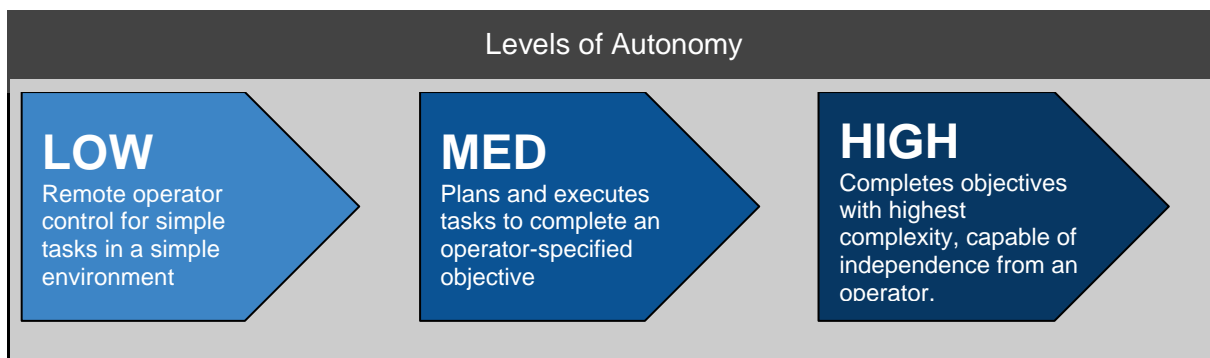 Levels of Autonomy
LOW
Remote operator
control for simple
tasks in a simple
environment
MED
Plans and executes
tasks to complete an
operator-specified
objective
HIGH
Completes objectives
with highest
complexity, capable of
independence from an
operator.